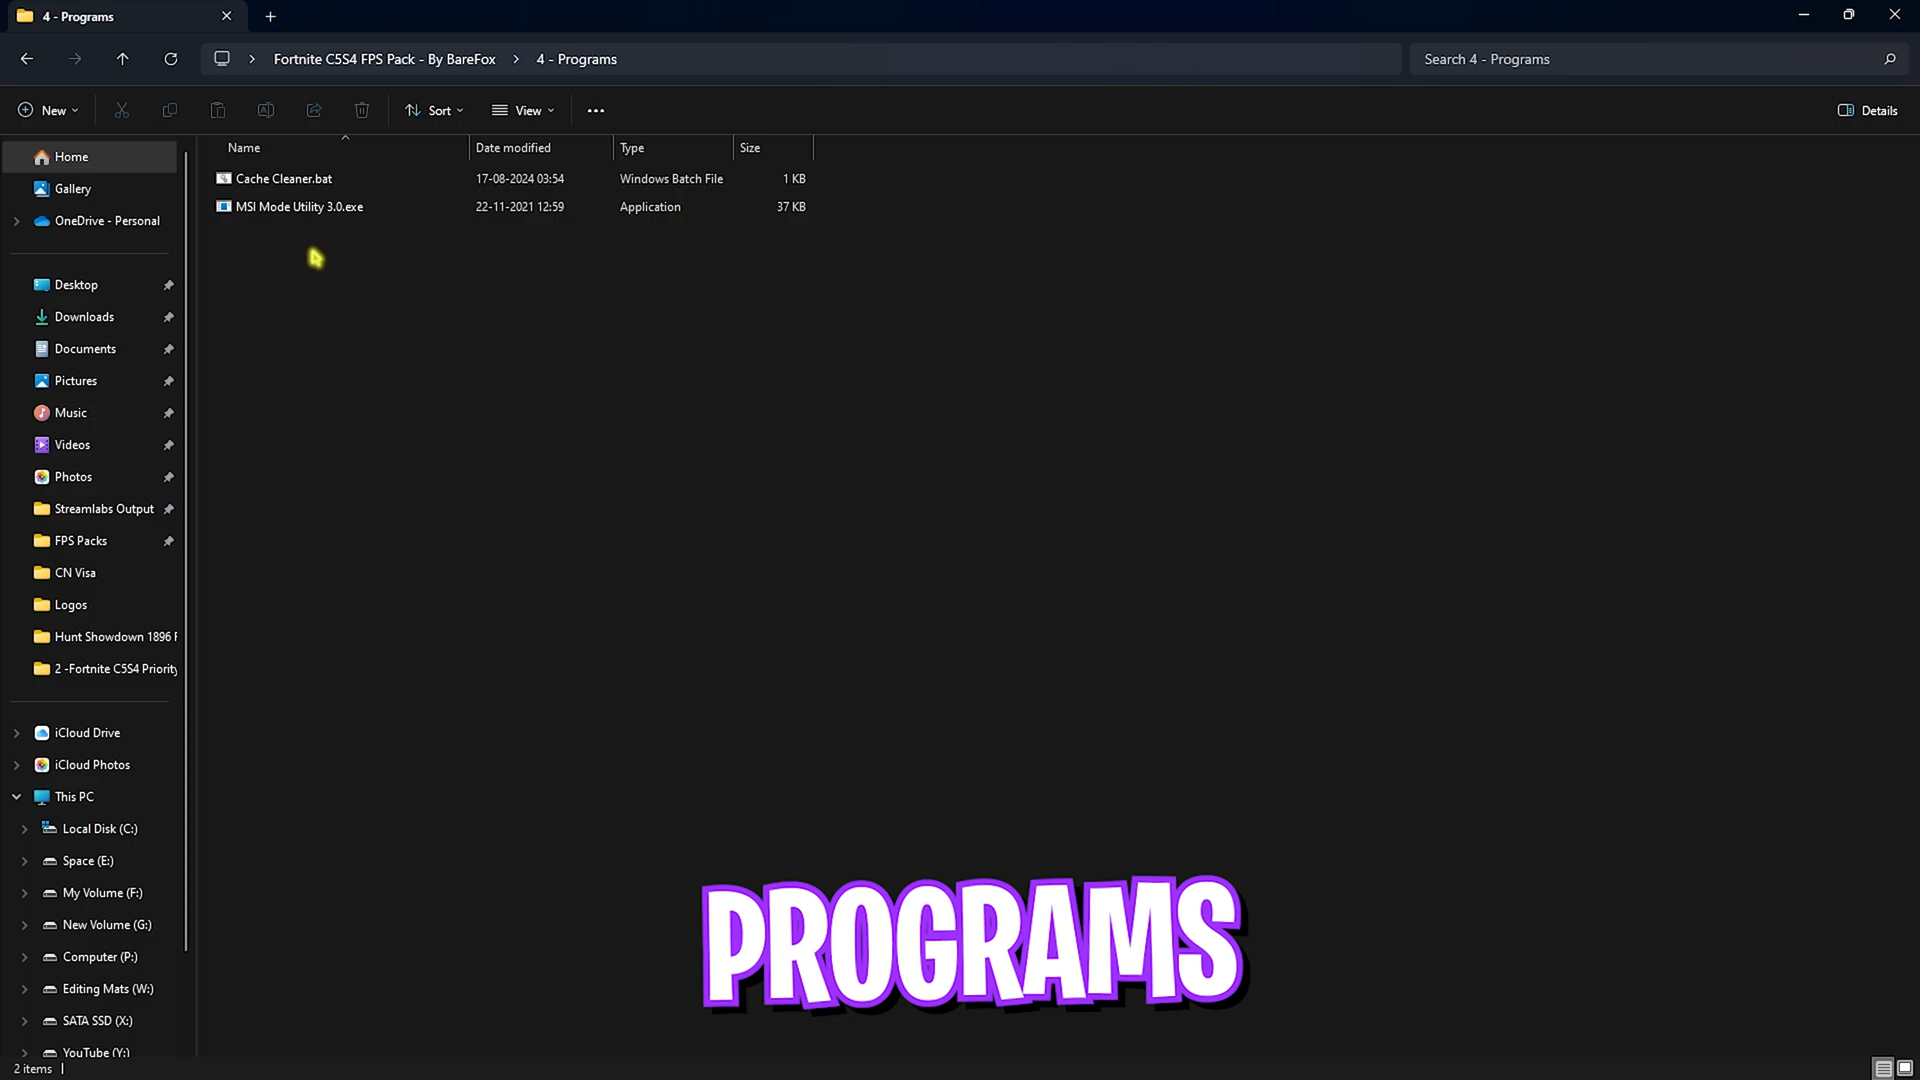 4 - Programs
Fortnite C5S4 FPS Pack - By BareFox > 4 - Programs
Search 4 - Programs
New
Sort
View
Details
Name Date modified Type Size
Cache Cleaner.bat 17-08-2024 03:54 Windows Batch File 1 KB
MSI Mode Utility 3.0.exe 22-11-2021 12:59 Application 37 KB
Home
Gallery
OneDrive - Personal
Desktop
Downloads
Documents
Pictures
Music
Videos
Photos
Streamlabs Output
FPS Packs
CN Visa
Logos
Hunt Showdown 1896 F
2 -Fortnite C5S4 Priority
iCloud Drive
iCloud Photos
This PC
Local Disk (C:)
Space (E:)
My Volume (F:)
New Volume (G:)
Computer (P:)
Editing Mats (W:)
SATA SSD (X:)
YouTube (Y:)
PROGRAMS
2 items